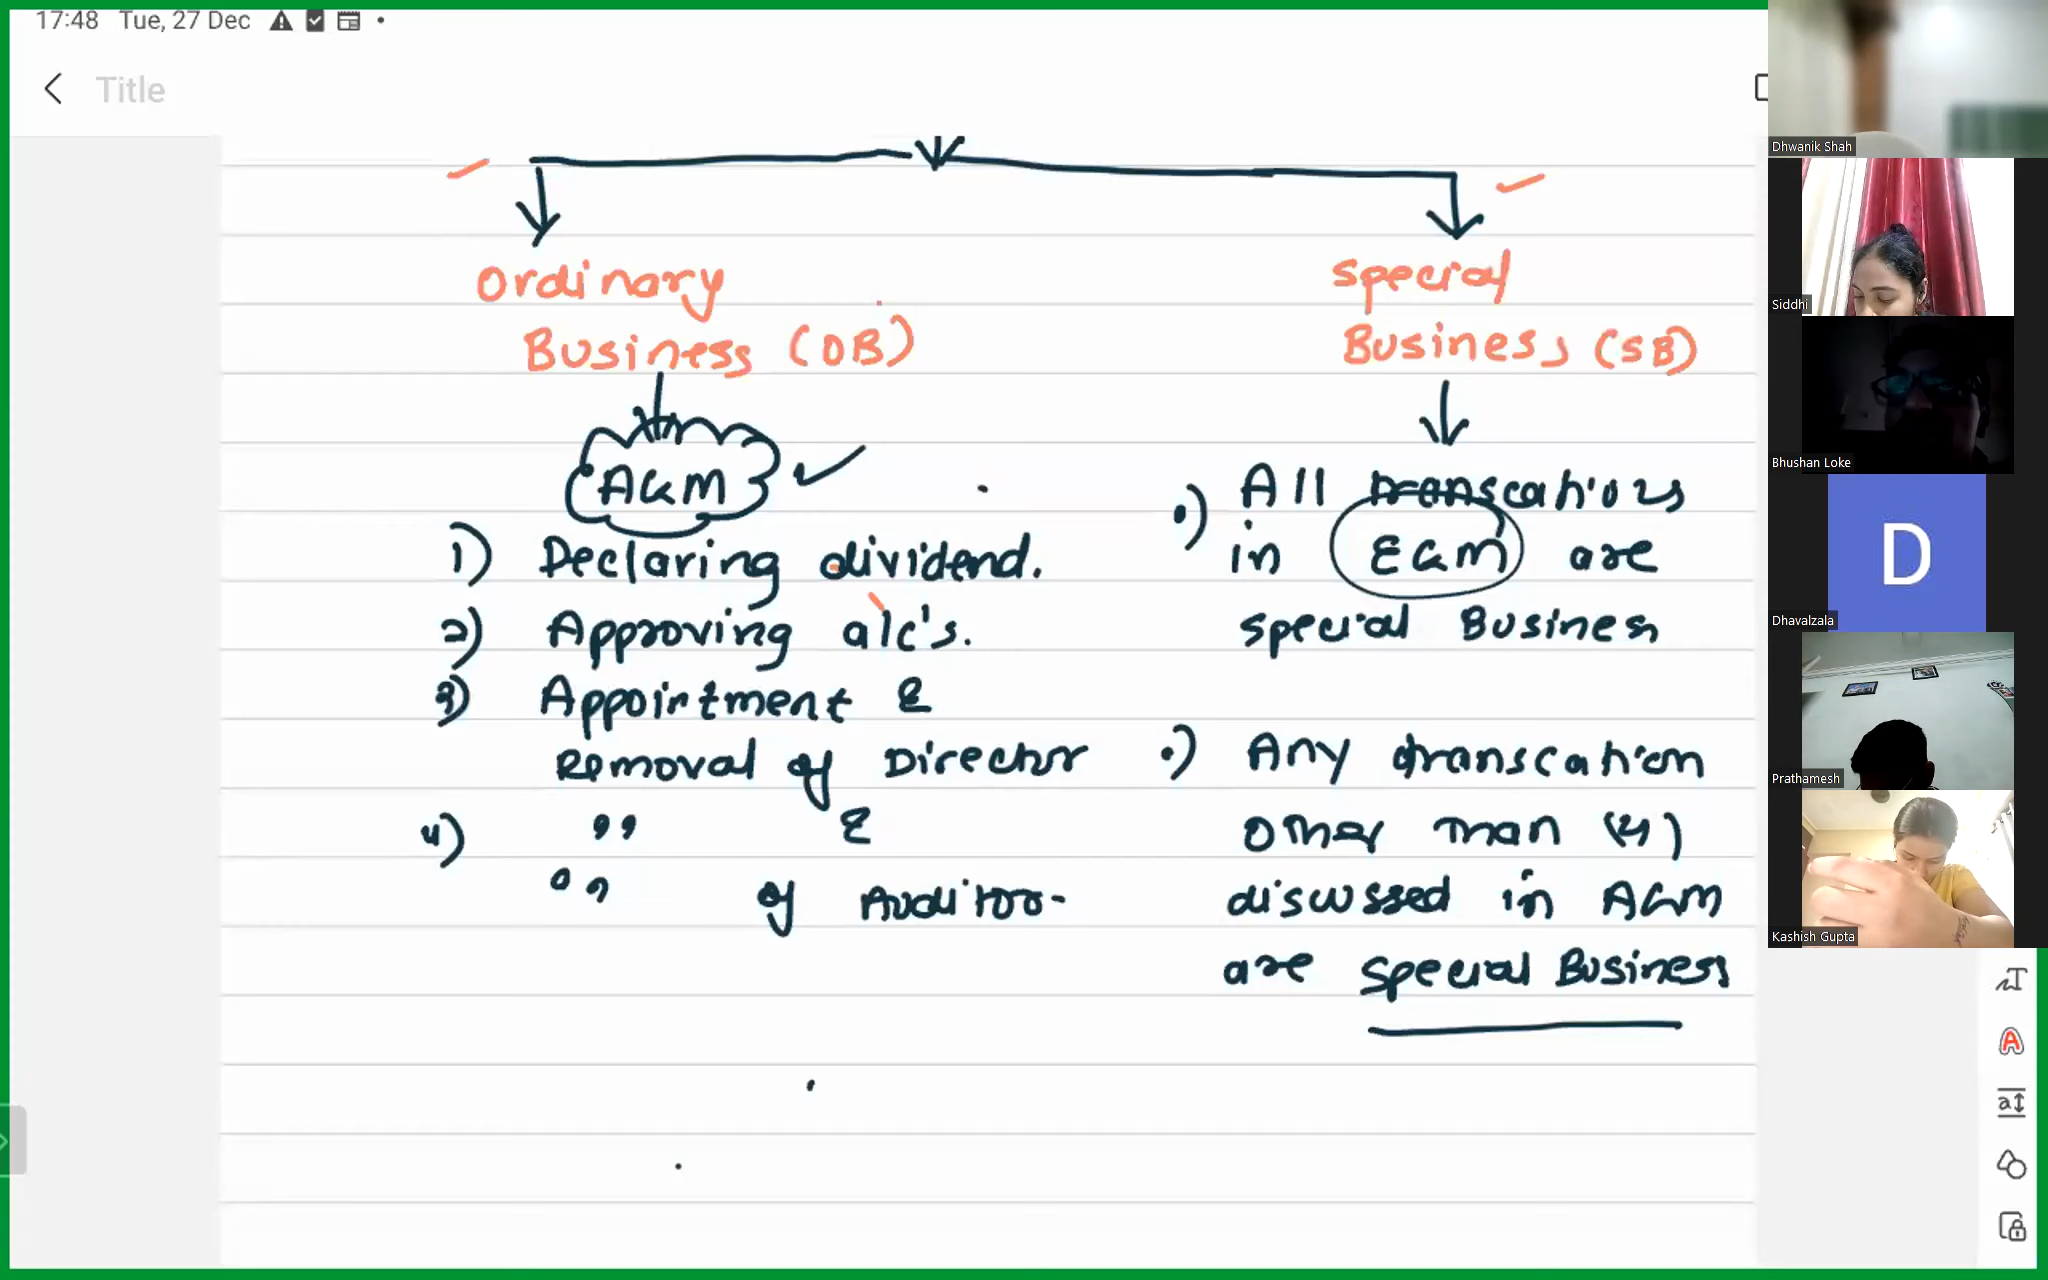 17:48 Tue, 27 Dec
Title
Ordinary
Business (OB)
AGM
1) Declaring dividend.
2) Approving a/c's.
3) Appointment &
Removal of Director
4) ,, &
,, of Auditor
Special
Business (SB)
All transcations
in EGM are
special Business
Any transcation
other than (4)
discussed in AGM
are special Business
Dhwanik Shah
Siddhi
Bhushan Loke
D
Dhavalzala
Prathamesh
Kashish Gupta